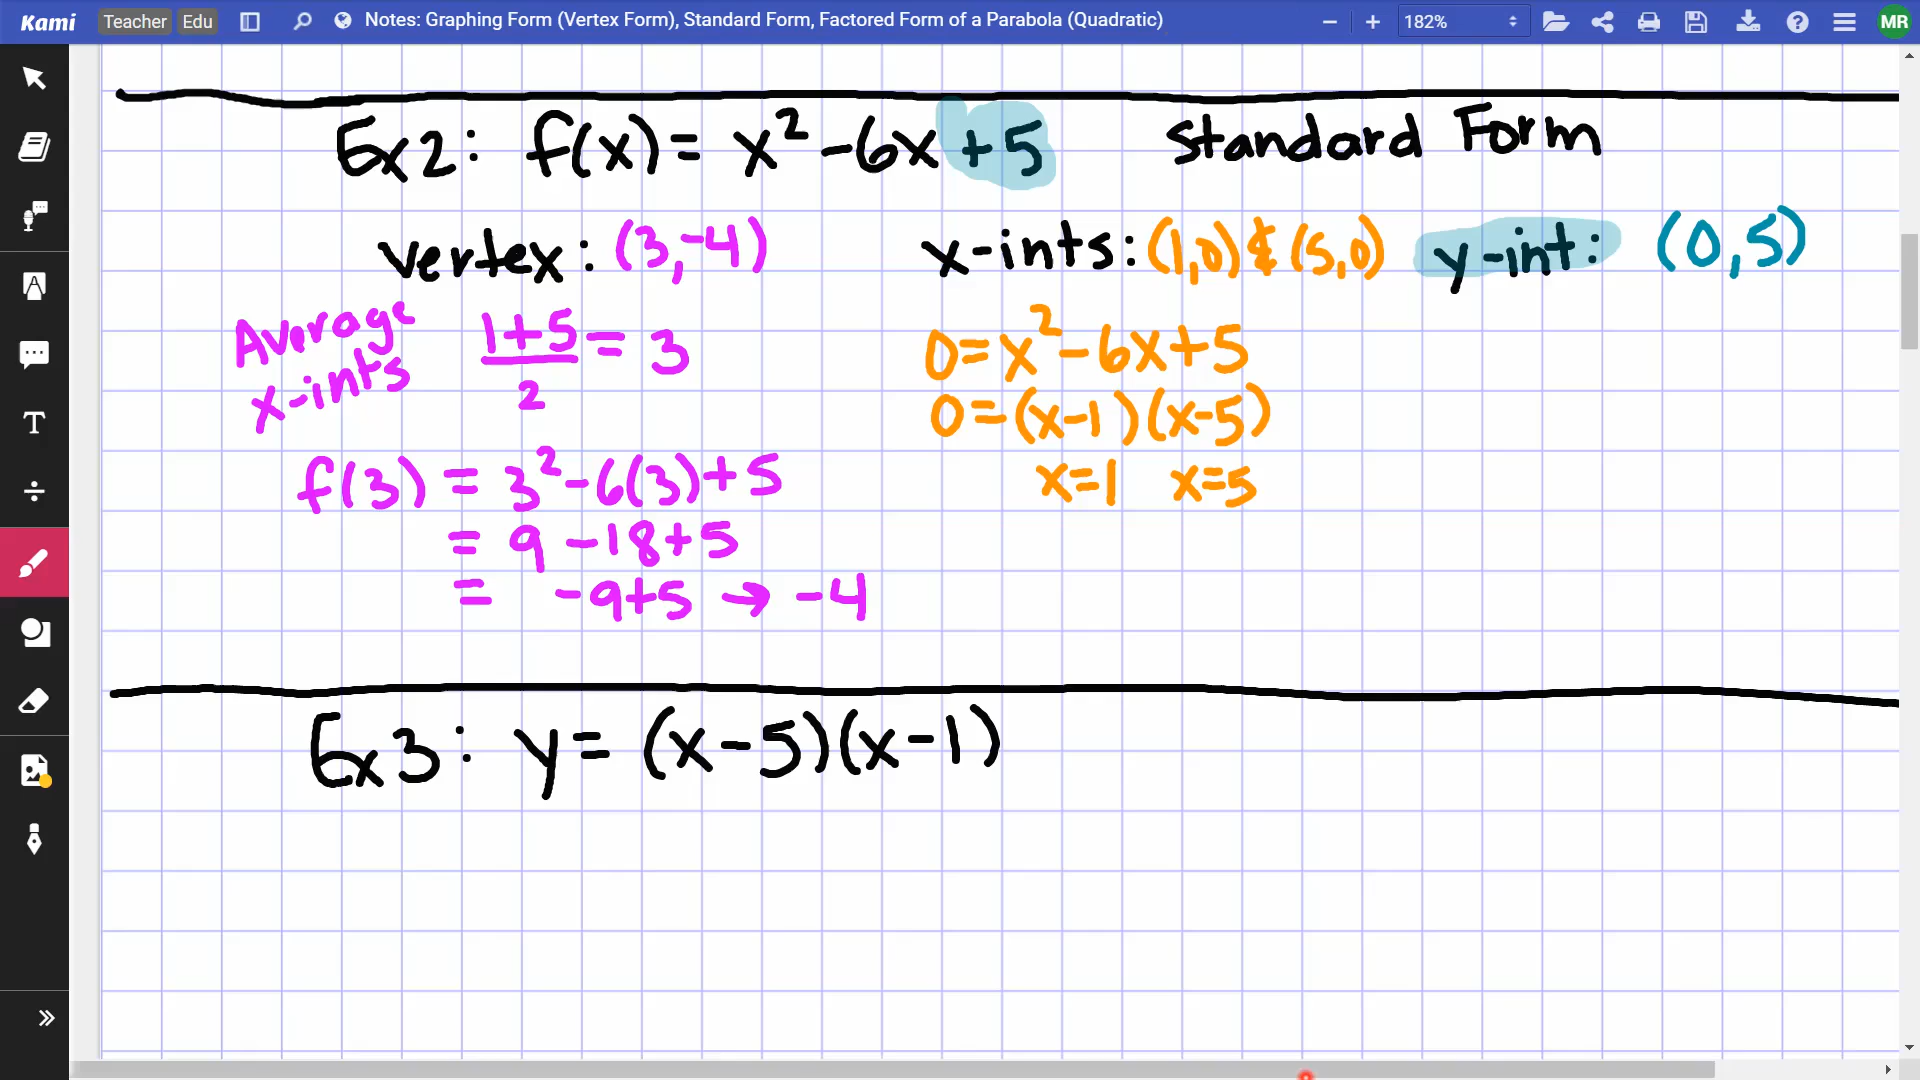 Kami Teacher Edu Notes: Graphing Form (Vertex Form), Standard Form, Factored Form of a Parabola (Quadratic) 182% MR
Ex2: f(x) = x² - 6x + 5 Standard Form
vertex: (3,-4) x-ints: (1,0) & (5,0) y-int: (0,5)
Average x-ints
1+5/2 = 3
f(3) = 3² - 6(3) + 5
= 9 - 18 + 5
= -9+5 → -4
0 = x² - 6x + 5
0 = (x-1)(x-5)
x=1 x=5
Ex3: y = (x-5)(x-1)